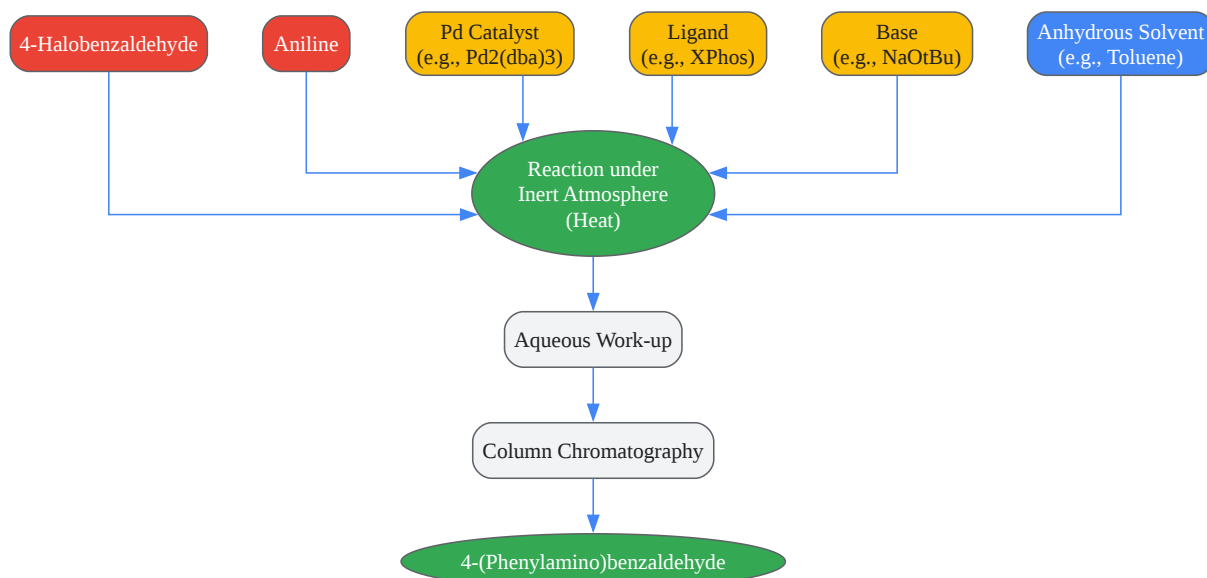 4-Halobenzaldehyde
Aniline
Pd Catalyst
(e.g., Pd2(dba)3)
Ligand
(e.g., XPhos)
Base
(e.g., NaOtBu)
Anhydrous Solvent
(e.g., Toluene)
Reaction under
Inert Atmosphere
(Heat)
Aqueous Work-up
Column Chromatography
4-(Phenylamino)benzaldehyde